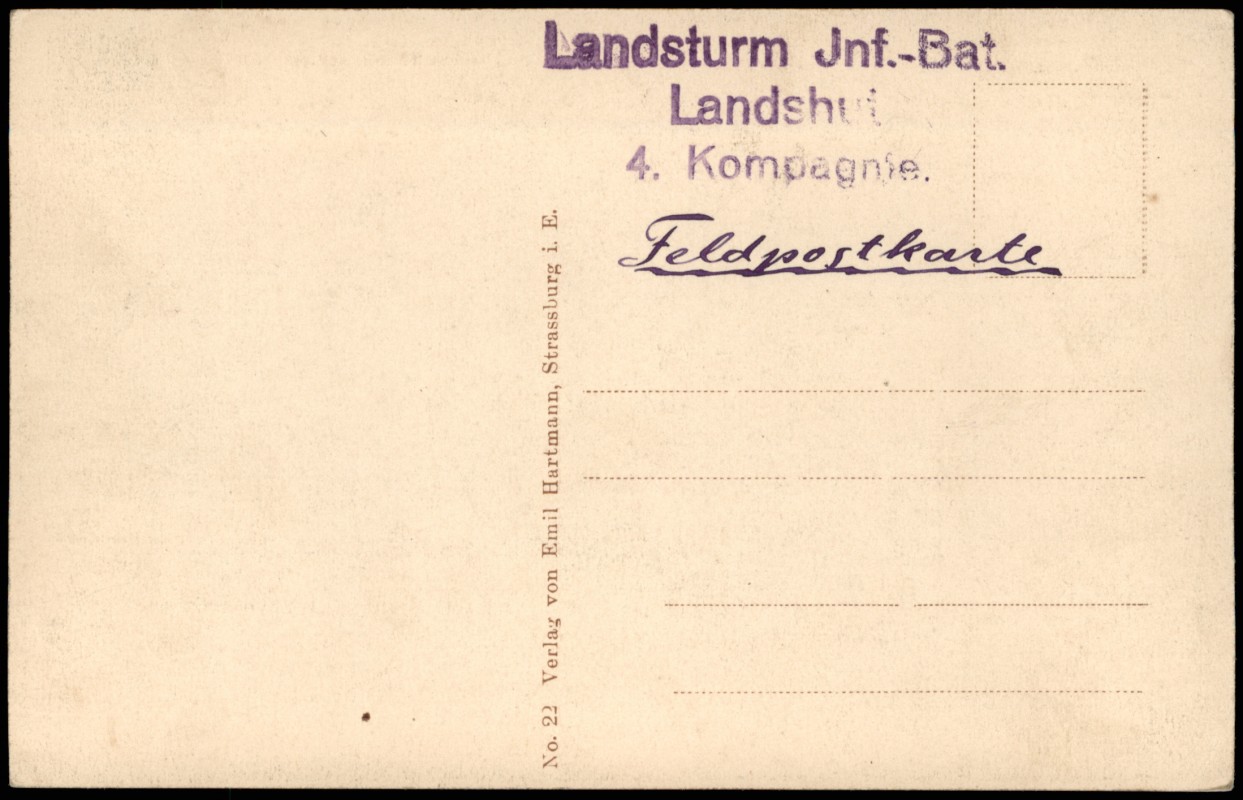 Landsturm Jnf.-Bat.
Landshut
4. Kompagnie.
Feldpostkarte
No. 22 Verlag von Emil Hartmann, Strassburg i. E.